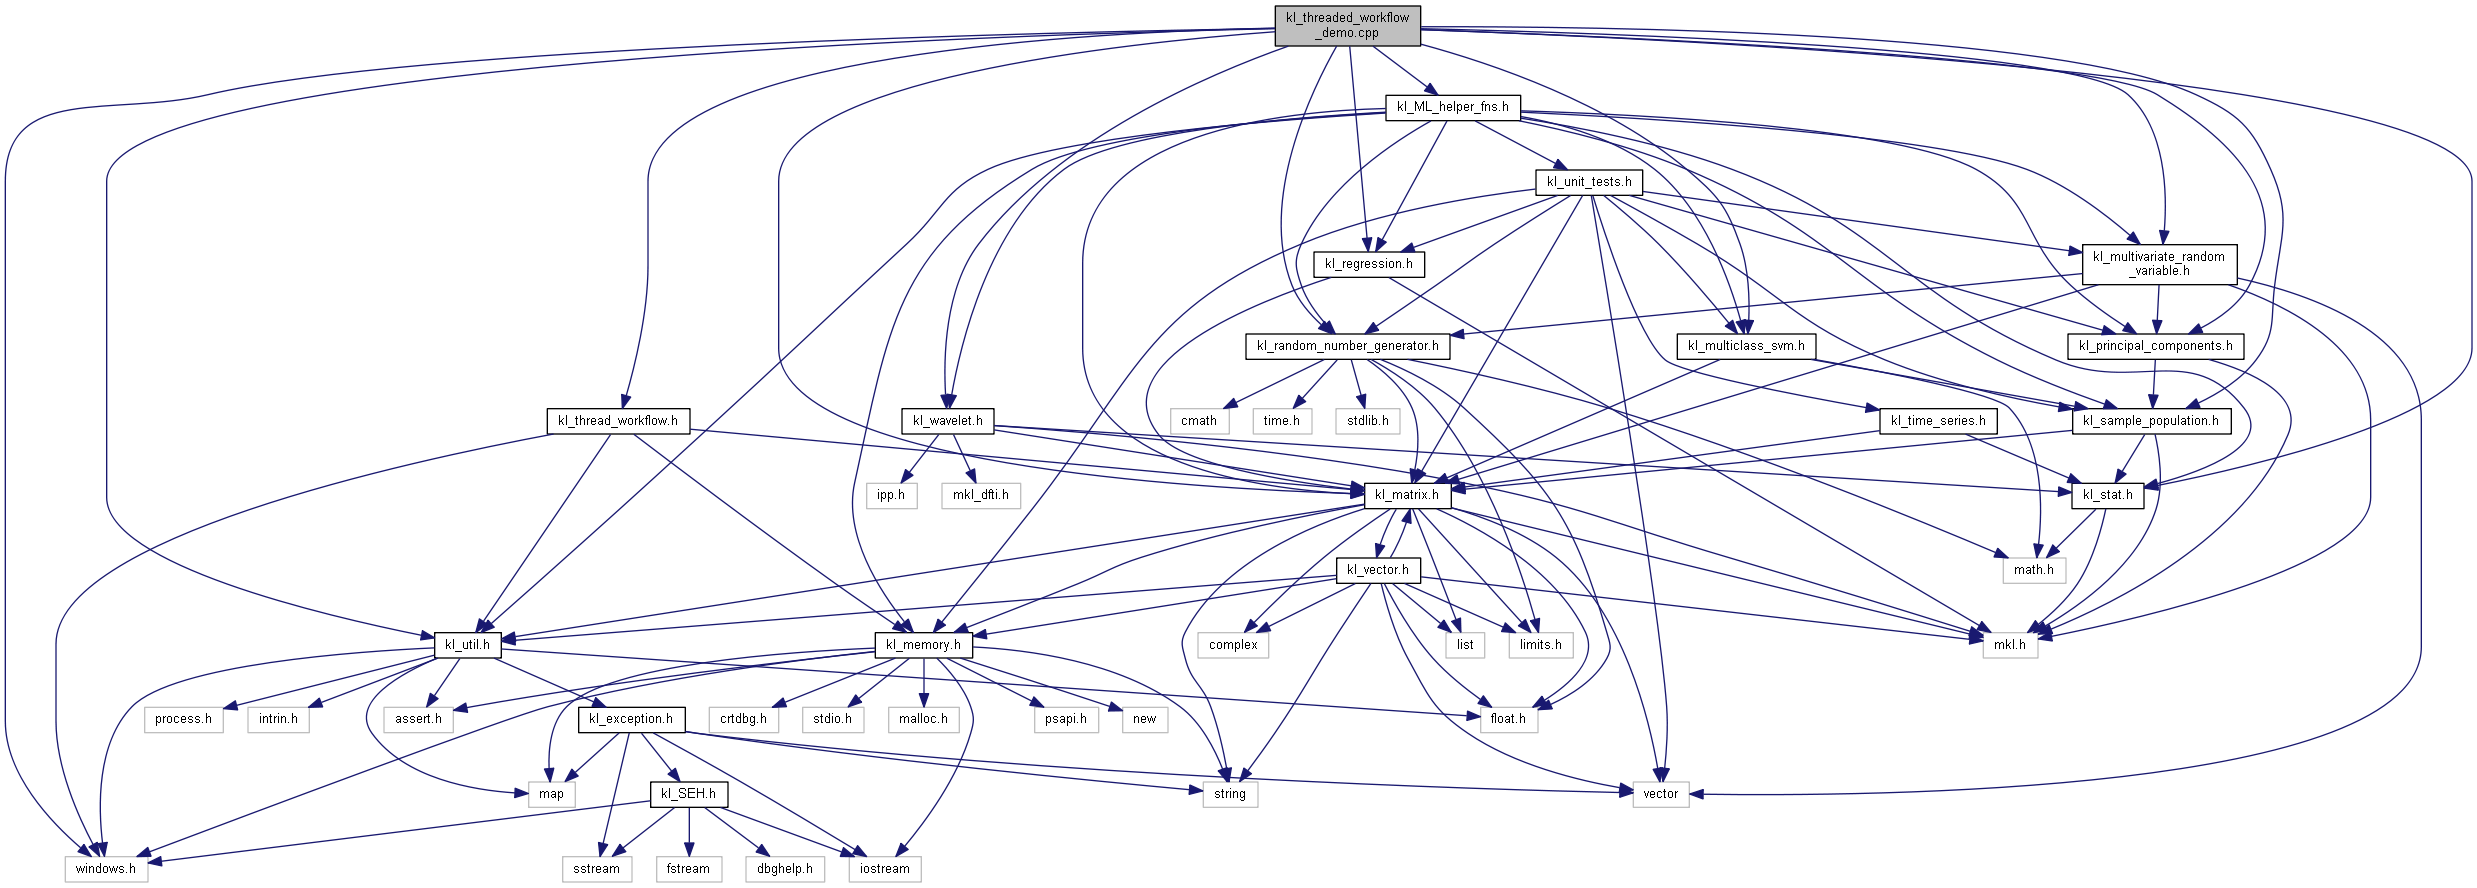 kl_threaded_workflow
_demo.cpp
kl_ML_helper_fns.h
kl_unit_tests.h
kl_regression.h
kl_multivariate_random
_variable.h
kl_random_number_generator.h
kl_multiclass_svm.h
kl_principal_components.h
kl_thread_workflow.h
kl_wavelet.h
cmath
time.h
stdlib.h
kl_time_series.h
kl_sample_population.h
ipp.h
mkl_dfti.h
kl_matrix.h
kl_stat.h
kl_vector.h
math.h
kl_util.h
kl_memory.h
complex
list
limits.h
mkl.h
process.h
intrin.h
assert.h
kl_exception.h
crtdbg.h
stdio.h
malloc.h
psapi.h
new
float.h
map
kl_SEH.h
string
vector
windows.h
sstream
fstream
dbghelp.h
iostream